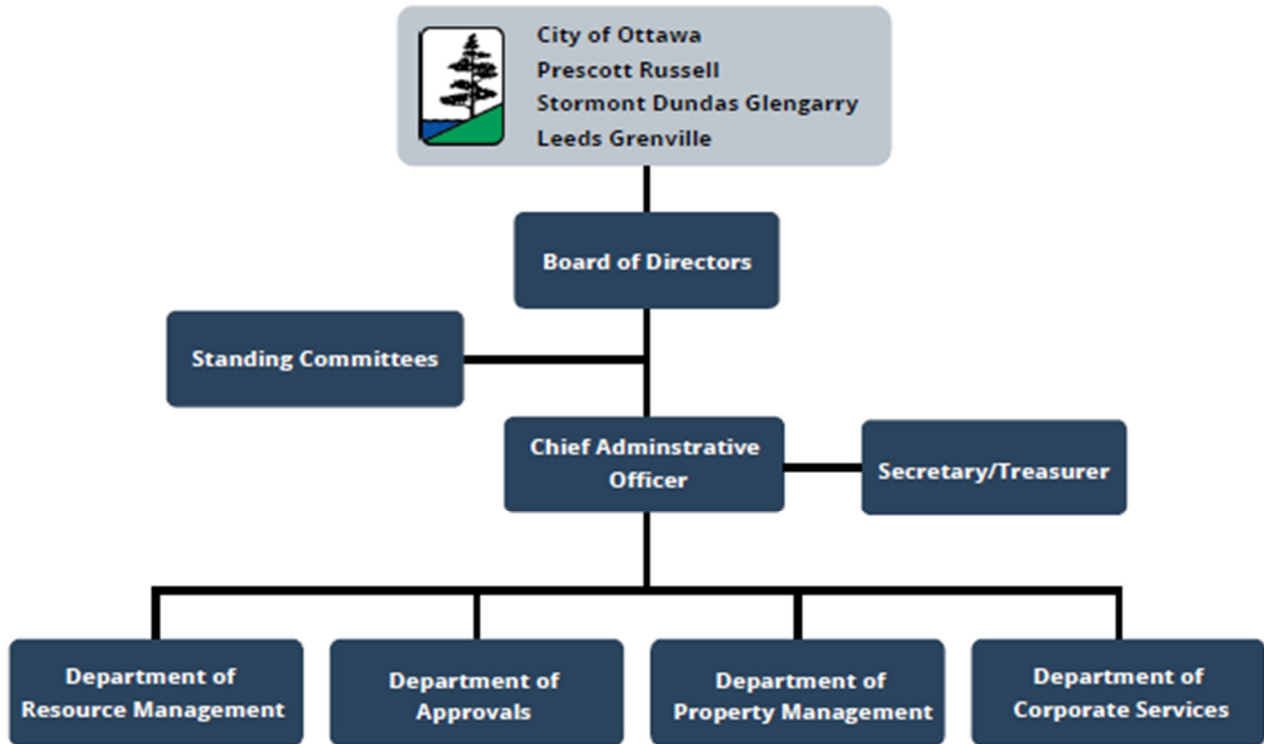 City of Ottawa
Prescott Russell
Stormont Dundas Glengarry
Leeds Grenville
Board of Directors
Standing Committees
Chief Adminstrative
Officer
Secretary/Treasurer
Department of
Resource Management
Department of
Approvals
Department of
Property Management
Department of
Corporate Services